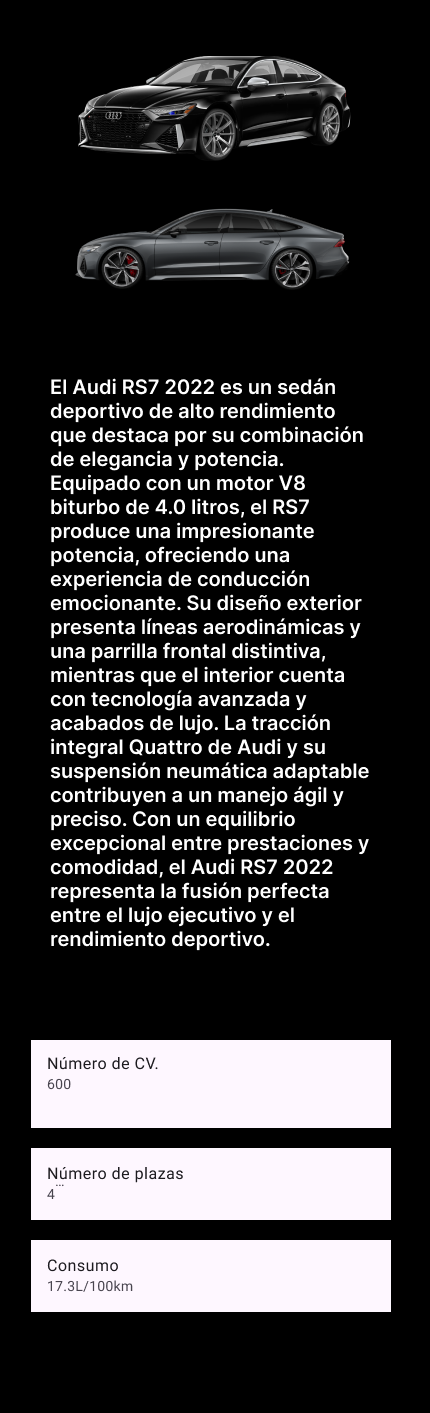 El Audi RS7 2022 es un sedán
deportivo de alto rendimiento
que destaca por su combinación
de elegancia y potencia.
Equipado con un motor V8
biturbo de 4.0 litros, el RS7
produce una impresionante
potencia, ofreciendo una
experiencia de conducción
emocionante. Su diseño exterior
presenta líneas aerodinámicas y
una parrilla frontal distintiva,
mientras que el interior cuenta
con tecnología avanzada y
acabados de lujo. La tracción
integral Quattro de Audi y su
suspensión neumática adaptable
contribuyen a un manejo ágil y
preciso. Con un equilibrio
excepcional entre prestaciones y
comodidad, el Audi RS7 2022
representa la fusión perfecta
entre el lujo ejecutivo y el
rendimiento deportivo.
Número de CV.
600
Número de plazas
...
4
Consumo
17.3L/100km